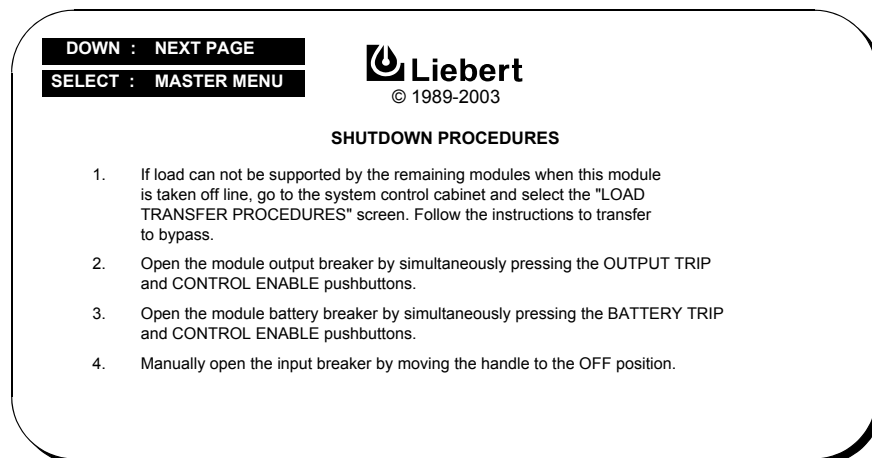 DOWN : NEXT PAGE
SELECT : MASTER MENU
Liebert
© 1989-2003
SHUTDOWN PROCEDURES
1. If load can not be supported by the remaining modules when this module
is taken off line, go to the system control cabinet and select the "LOAD
TRANSFER PROCEDURES" screen. Follow the instructions to transfer
to bypass.
2. Open the module output breaker by simultaneously pressing the OUTPUT TRIP
and CONTROL ENABLE pushbuttons.
3. Open the module battery breaker by simultaneously pressing the BATTERY TRIP
and CONTROL ENABLE pushbuttons.
4. Manually open the input breaker by moving the handle to the OFF position.